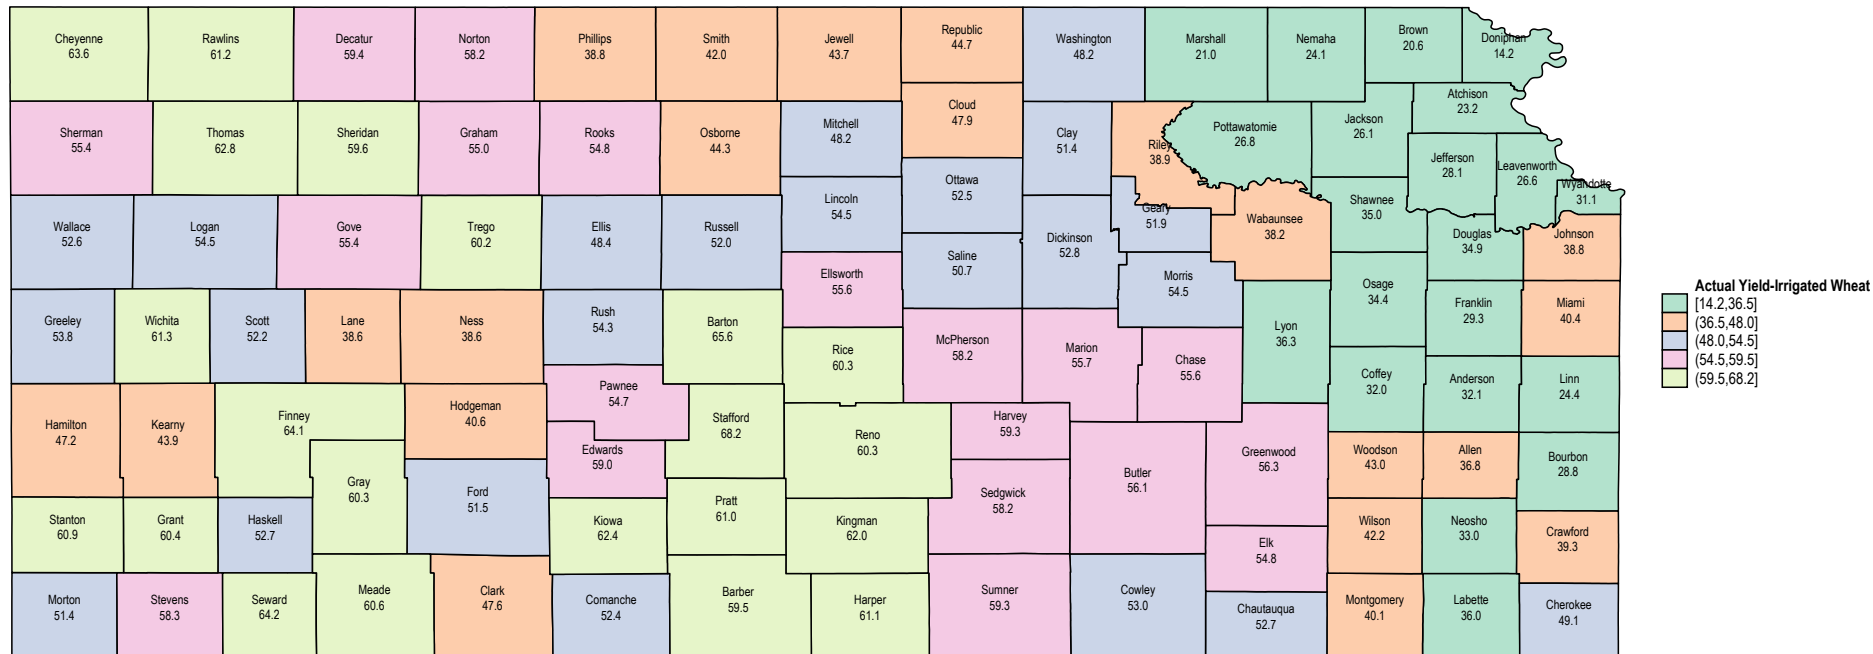 Cheyenne
63.6
Rawlins
61.2
Decatur
59.4
Norton
58.2
Phillips
38.8
Smith
42.0
Jewell
43.7
Republic
44.7
Washington
48.2
Marshall
21.0
Nemaha
24.1
Brown
20.6
Doniphan
14.2
Sherman
55.4
Thomas
62.8
Sheridan
59.6
Graham
55.0
Rooks
54.8
Osborne
44.3
Mitchell
48.2
Cloud
47.9
Clay
51.4
Riley
38.9
Pottawatomie
26.8
Jackson
26.1
Atchison
23.2
Jefferson
28.1
Leavenworth
26.6
Wyandotte
31.1
Wallace
52.6
Logan
54.5
Gove
55.4
Trego
60.2
Ellis
48.4
Russell
52.0
Lincoln
54.5
Ottawa
52.5
Saline
50.7
Dickinson
52.8
Geary
51.9
Wabaunsee
38.2
Shawnee
35.0
Douglas
34.9
Johnson
38.8
Ellsworth
55.6
Morris
54.5
Osage
34.4
Franklin
29.3
Miami
40.4
Actual Yield-Irrigated Wheat
[14.2,36.5]
(36.5,48.0]
(48.0,54.5]
(54.5,59.5]
(59.5,68.2]
Greeley
53.8
Wichita
61.3
Scott
52.2
Lane
38.6
Ness
38.6
Rush
54.3
Barton
65.6
Rice
60.3
McPherson
58.2
Marion
55.7
Chase
55.6
Lyon
36.3
Coffey
32.0
Anderson
32.1
Linn
24.4
Hamilton
47.2
Kearny
43.9
Finney
64.1
Hodgeman
40.6
Pawnee
54.7
Stafford
68.2
Reno
60.3
Harvey
59.3
Edwards
59.0
Gray
60.3
Ford
51.5
Pratt
61.0
Sedgwick
58.2
Butler
56.1
Greenwood
56.3
Woodson
43.0
Allen
36.8
Bourbon
28.8
Stanton
60.9
Grant
60.4
Haskell
52.7
Kiowa
62.4
Kingman
62.0
Elk
54.8
Wilson
42.2
Neosho
33.0
Crawford
39.3
Morton
51.4
Stevens
58.3
Seward
64.2
Meade
60.6
Clark
47.6
Comanche
52.4
Barber
59.5
Harper
61.1
Sumner
59.3
Cowley
53.0
Chautauqua
52.7
Montgomery
40.1
Labette
36.0
Cherokee
49.1